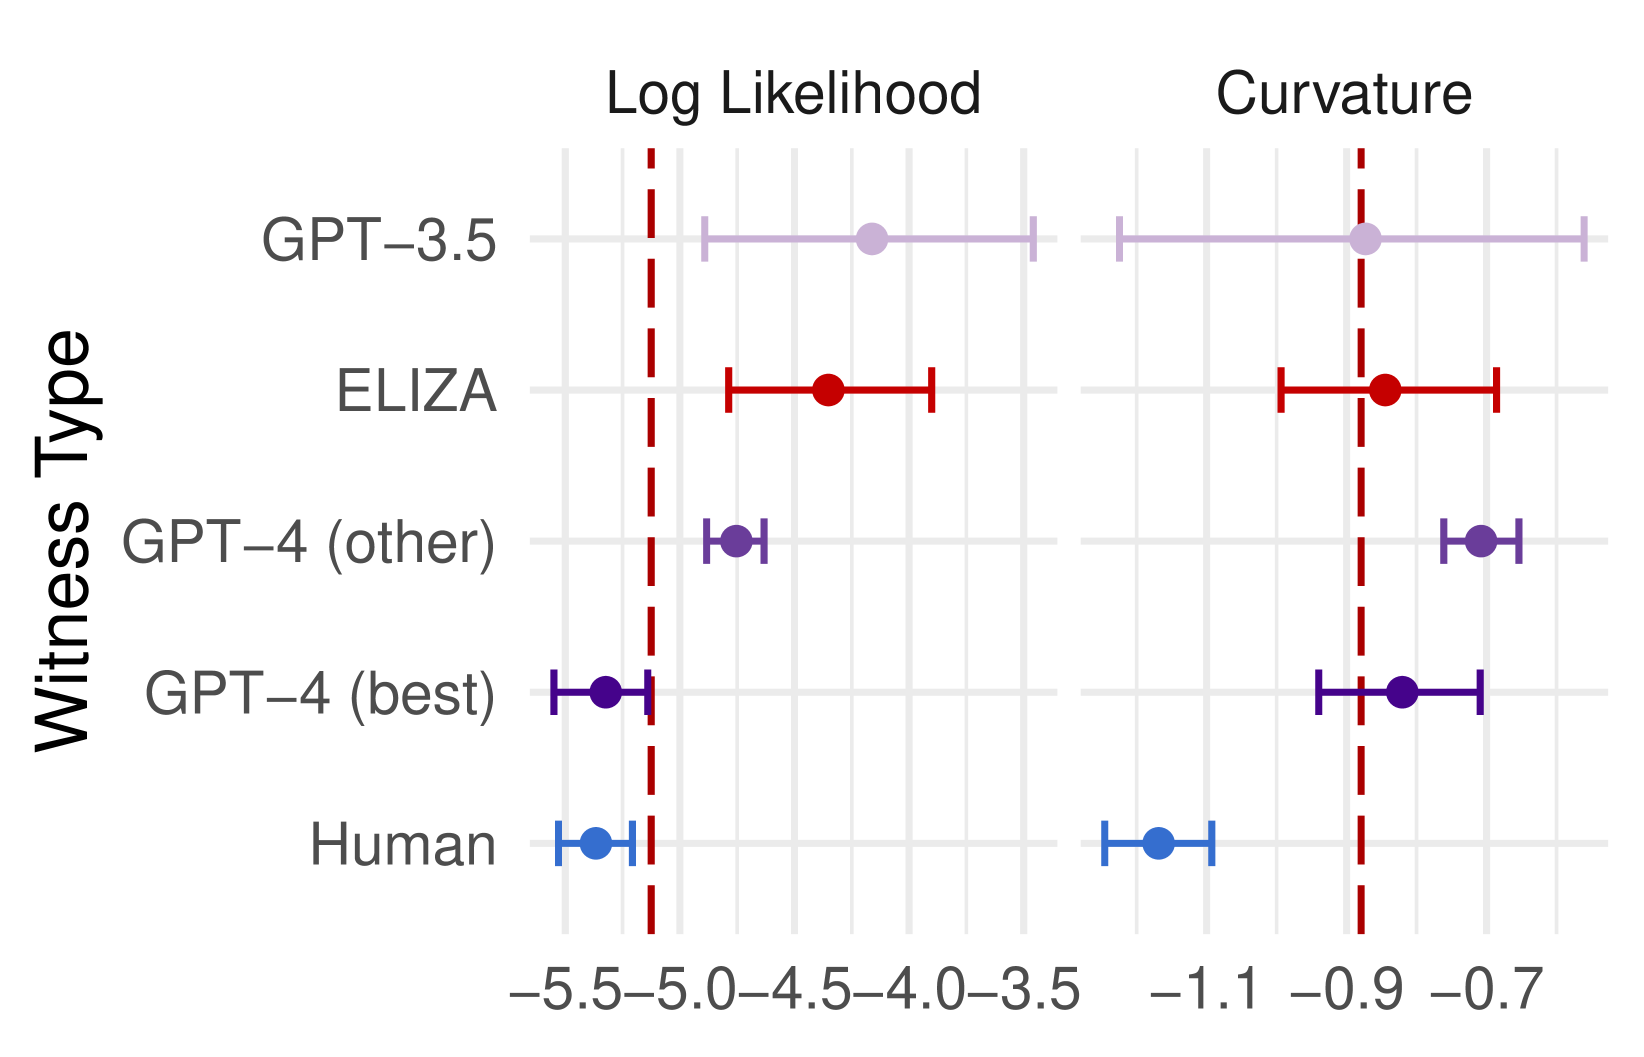 Log Likelihood
Curvature
Witness Type
GPT−3.5
ELIZA
GPT−4 (other)
GPT−4 (best)
Human
−5.5 −5.0 −4.5 −4.0 −3.5
−1.1 −0.9 −0.7